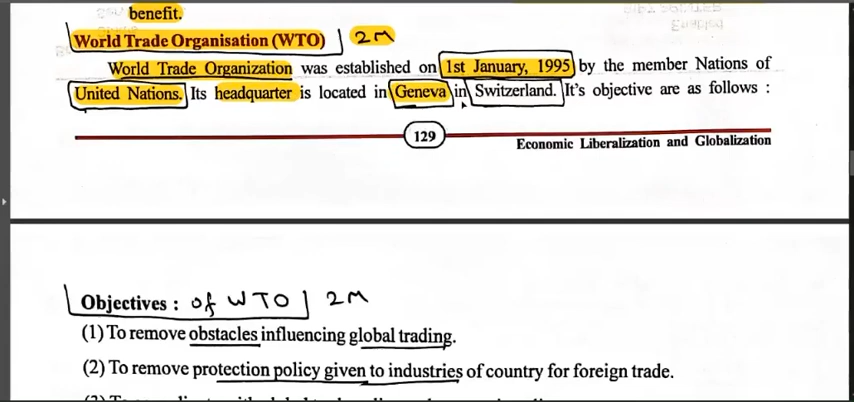 benefit.
World Trade Organisation (WTO) 2M
World Trade Organization was established on 1st January, 1995 by the member Nations of
United Nations. Its headquarter is located in Geneva in Switzerland. It's objective are as follows :
129
Economic Liberalization and Globalization
Objectives : of WTO 2M
(1) To remove obstacles influencing global trading.
(2) To remove protection policy given to industries of country for foreign trade.